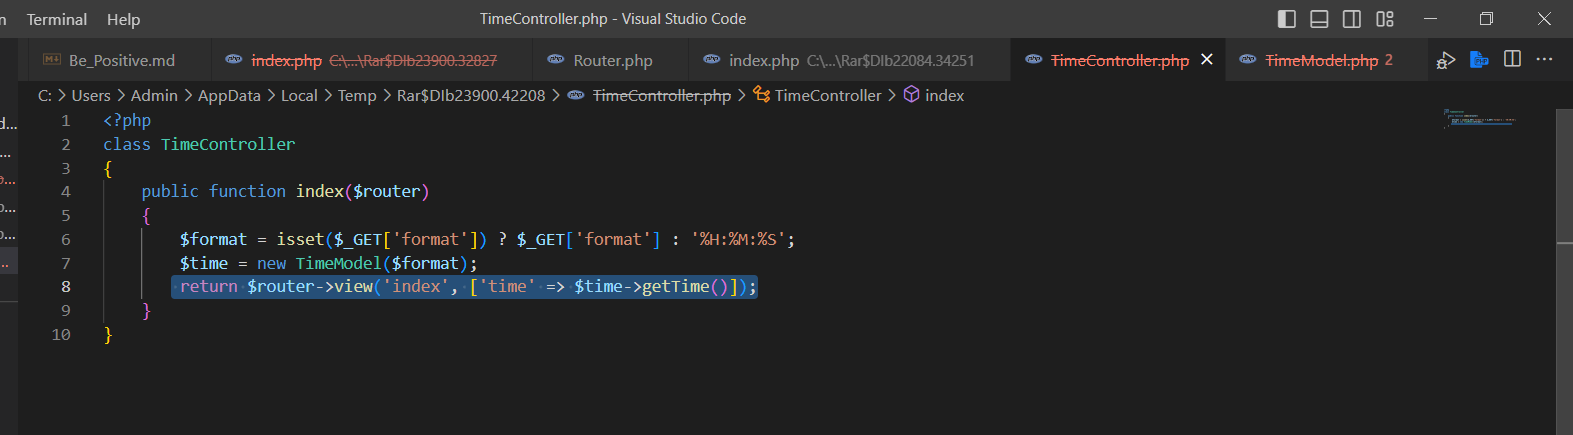 Terminal Help TimeController.php - Visual Studio Code
Be_Positive.md index.php C:\...\Rar$DIb23900.32827 Router.php index.php C:\...\Rar$DIb22084.34251 TimeController.php TimeModel.php 2
C: > Users > Admin > AppData > Local > Temp > Rar$DIb23900.42208 > TimeController.php > TimeController > index
1 <?php
2 class TimeController
3 {
4 public function index($router)
5 {
6 $format = isset($_GET['format']) ? $_GET['format'] : '%H:%M:%S';
7 $time = new TimeModel($format);
8 return $router->view('index', ['time' => $time->getTime()]);
9 }
10 }